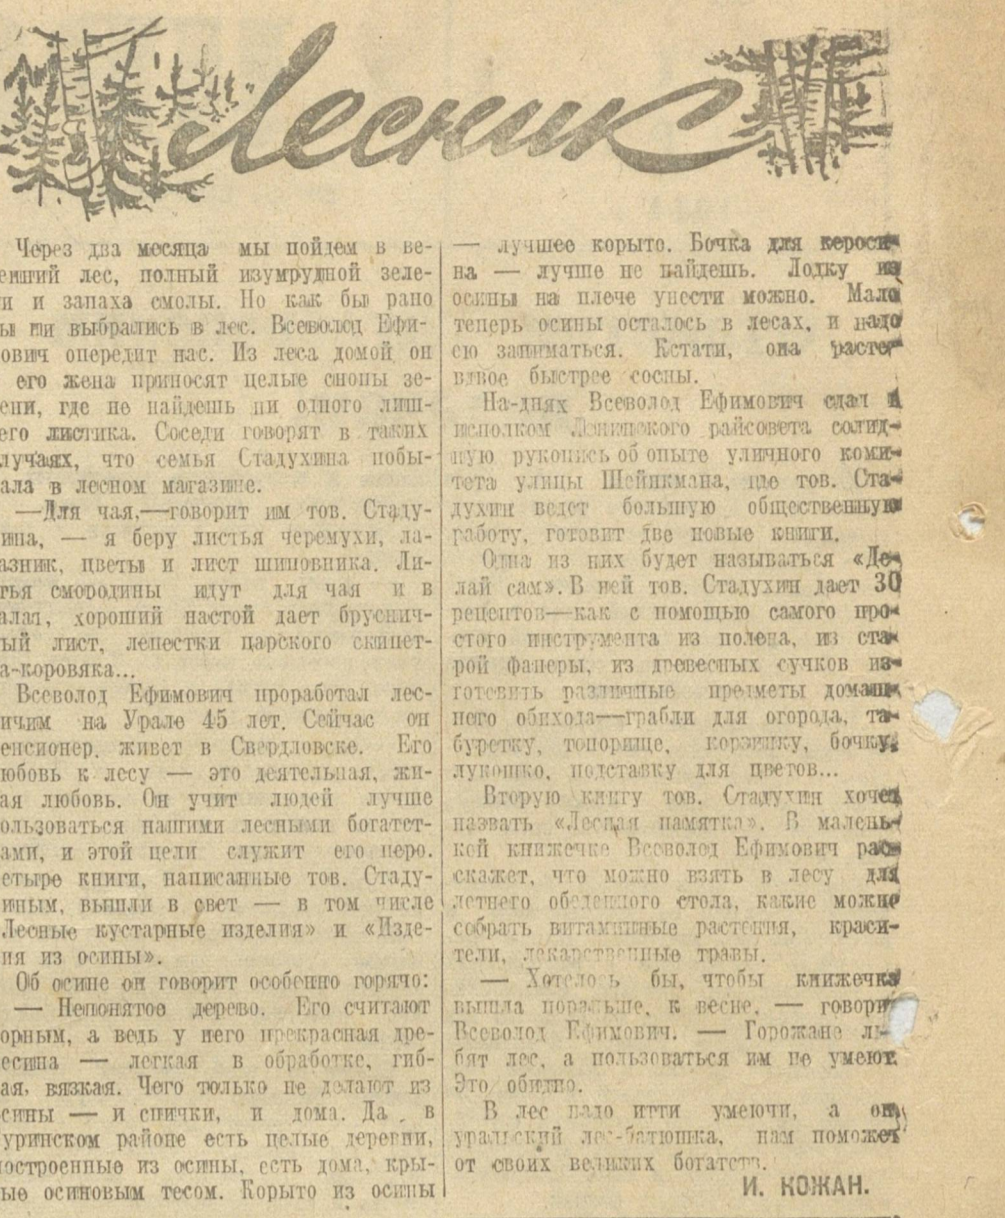 Лесник
Через два месяца мы пойдем в ве-
енний лес, полный изумрудной зеле-
и и запаха смолы. Но как бы рано
ы ни выбрались в лес. Всеволод Ефи-
ович опередит нас. Из леса домой он
его жена приносят целые снопы зе-
ени, где не найдешь ни одного лиш-
его листика. Соседи говорят в таких
лучаях, что семья Стадухина побы-
ала в лесном магазине.
—Для чая,—говорит им тов. Стаду-
ина, — я беру листья черемухи, ла-
азник, цветы и лист шиповника. Ли-
тья смородины идут для чая и в
алат, хороший настой дает бруснич-
ый лист, лепестки царского скипет-
а-коровяка...
Всеволод Ефимович проработал лес-
ичим на Урале 45 лет. Сейчас он
енсионер, живет в Свердловске. Его
юбовь к лесу — это деятельная, жи-
ая любовь. Он учит людей лучше
ользоваться нашими лесными богатст-
ами, и этой цели служит его перо.
етыре книги, написанные тов. Стаду-
иным, вышли в свет — в том числе
Лесные кустарные изделия» и «Изде-
ия из осины».
Об осине он говорит особенно горячо:
— Непонятое дерево. Его считают
орным, а ведь у него прекрасная дре-
есина — легкая в обработке, гиб-
ая, вязкая. Чего только не делают из
сины — и спички, и дома. Да в
уринском районе есть целые деревни,
остроенные из осины, есть дома, кры-
ые осиновым тесом. Корыто из осины
— лучшее корыто. Бочка для кероси-
на — лучше не найдешь. Лодку из
осины на плече унести можно. Мало
теперь осины осталось в лесах, и надо
ею заниматься. Кстати, она растет
вдвое быстрее сосны.
На-днях Всеволод Ефимович сдал в
исполком Ленинского райсовета солид-
ную рукопись об опыте уличного коми-
тета улицы Шейнкмана, где тов. Ста-
духин ведет большую общественную
работу, готовит две новые книги.
Одна из них будет называться «Де-
лай сам». В ней тов. Стадухин дает 30
рецептов—как с помощью самого про-
стого инструмента из полена, из ста-
рой фанеры, из древесных сучков из-
готовить различные предметы домаш-
него обихода—грабли для огорода, та-
буретку, топорище, корзинку, бочку,
лукошко, подставку для цветов...
Вторую книгу тов. Стадухин хочет
назвать «Лесная памятка». В малень-
кой книжечке Всеволод Ефимович рас-
скажет, что можно взять в лесу для
летнего обеденного стола, какие можно
собрать витаминные растения, краси-
тели, лекарственные травы.
— Хотелось бы, чтобы книжечка
вышла пораньше, к весне, — говорит
Всеволод Ефимович. — Горожане лю-
бят лес, а пользоваться им не умеют.
Это обидно.
В лес надо итти умеючи, а он,
уральский лес-батюшка, нам поможет
от своих великих богатств.
И. КОЖАН.